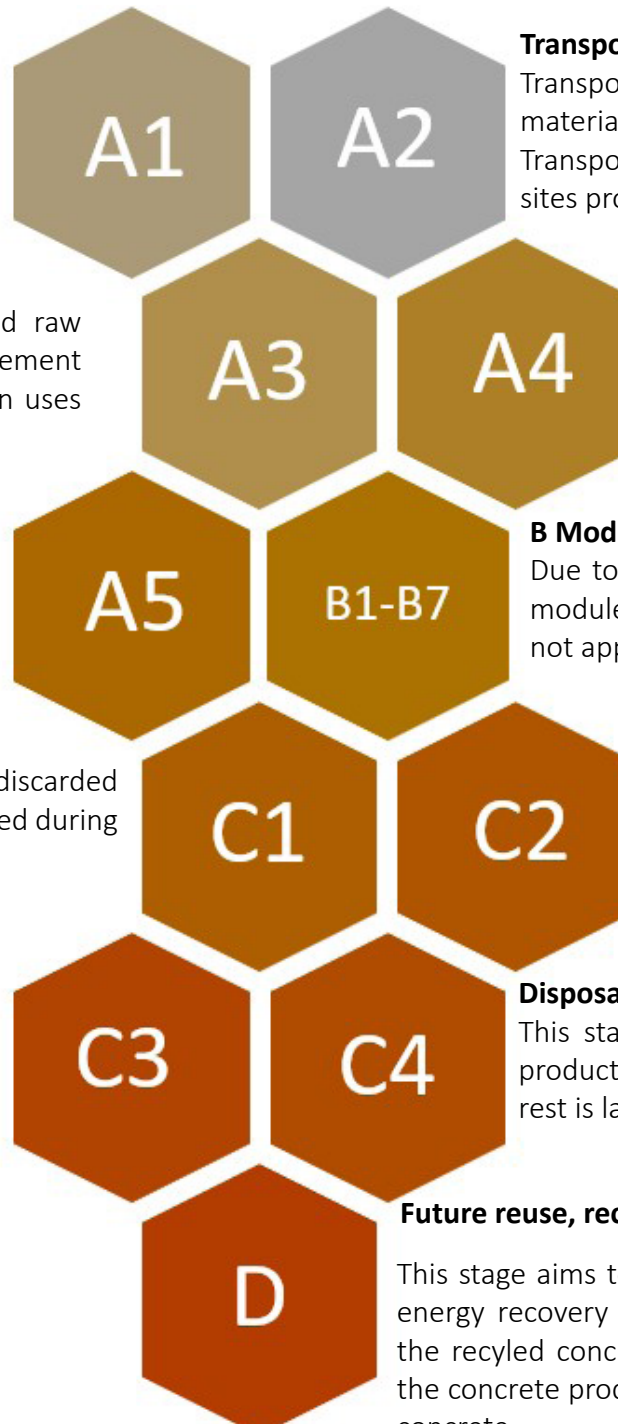 A1
A2
Transpo
Transpo
materia
Transpo
sites pro
d raw
ement
n uses
A3
A4
A5
B1-B7
B Mod
Due to
module
not app
discarded
ed during
C1
C2
C3
C4
Disposa
This sta
product
rest is la
D
Future reuse, rec
This stage aims t
energy recovery
the recyled conc
the concrete proc
concrete